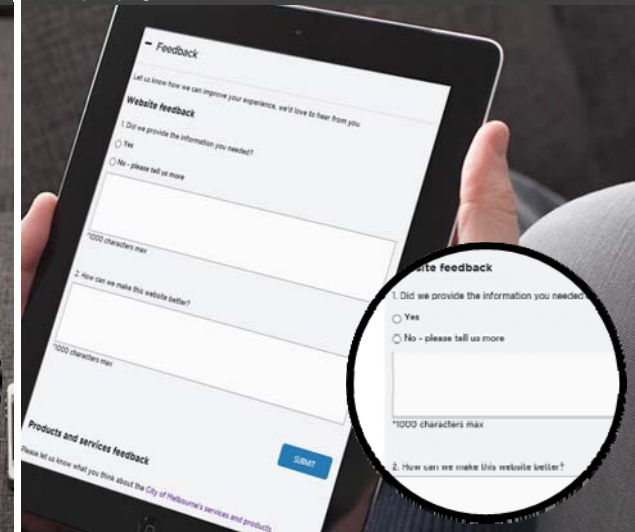 – Feedback
Let us know how we can improve your experience, we'd love to hear from you
Website feedback
1. Did we provide the information you needed?
Yes
No - please tell us more
*1000 characters max
2. How can we make this website better?
*1000 characters max
SUBMIT
Products and services feedback
Please let us know what you think about the City of Melbourne's services and products
site feedback
1. Did we provide the information you needed
Yes
No - please tell us more
*1000 characters max
2. How can we make this website better?